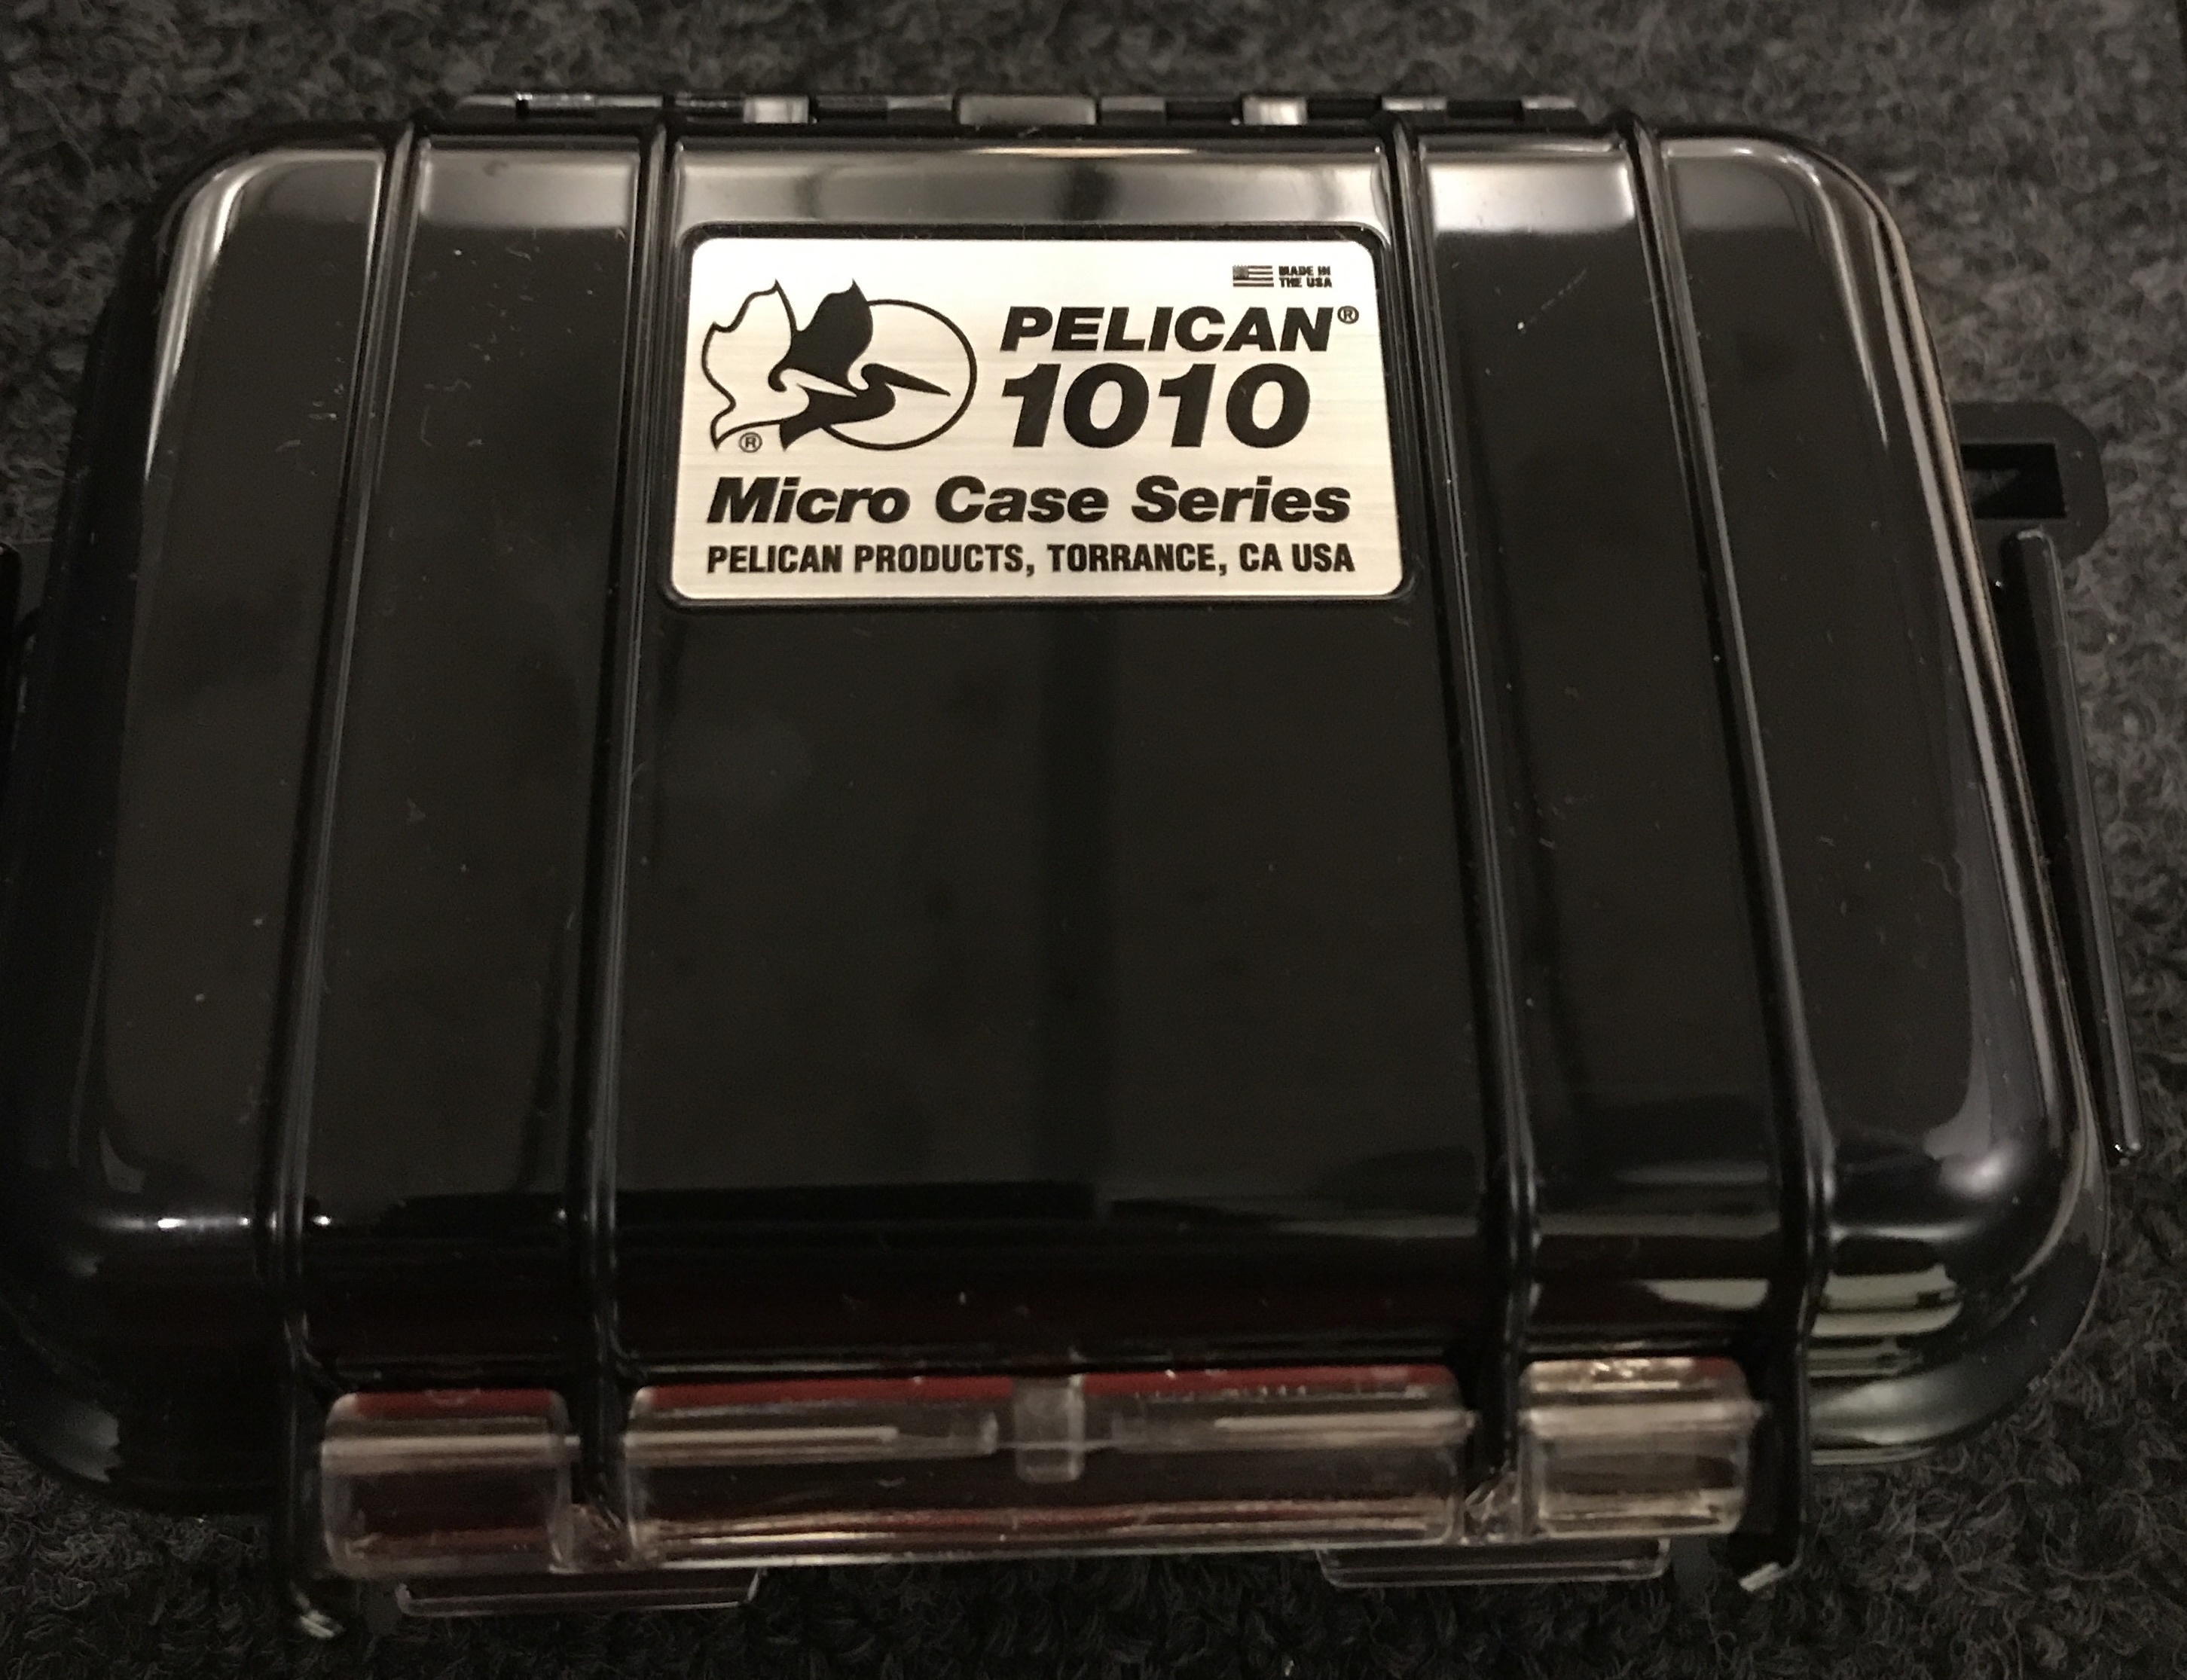 MADE IN
THE USA
PELICAN®
1010
®
Micro Case Series
PELICAN PRODUCTS, TORRANCE, CA USA